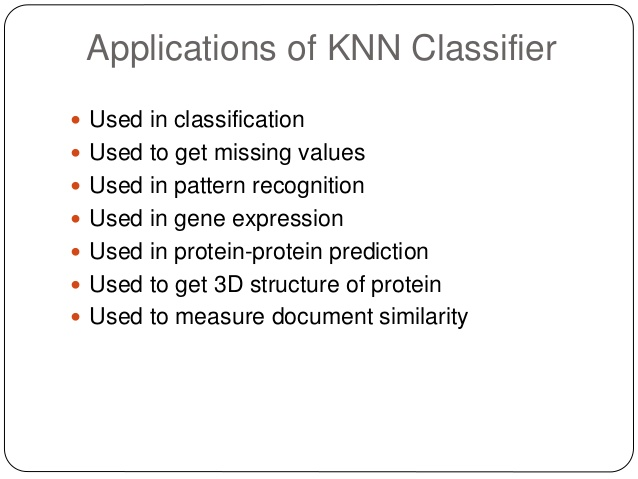 Applications of KNN Classifier
• Used in classification
• Used to get missing values
• Used in pattern recognition
• Used in gene expression
• Used in protein-protein prediction
• Used to get 3D structure of protein
• Used to measure document similarity